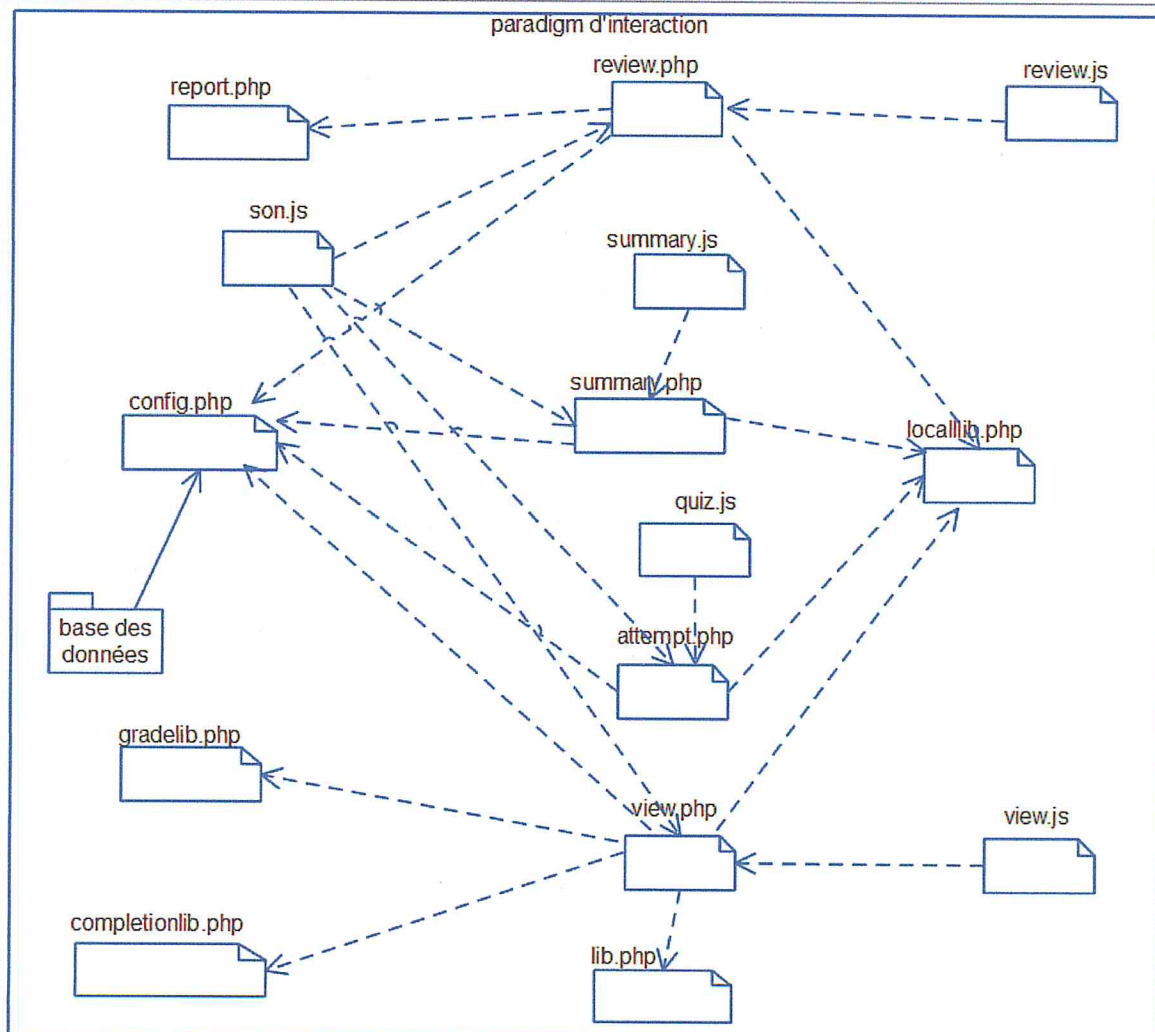 paradigm d'interaction
report.php
review.php
review.js
son.js
summary.js
config.php
summary.php
locallib.php
quiz.js
base des
données
attempt.php
gradelib.php
view.php
view.js
completionlib.php
lib.php